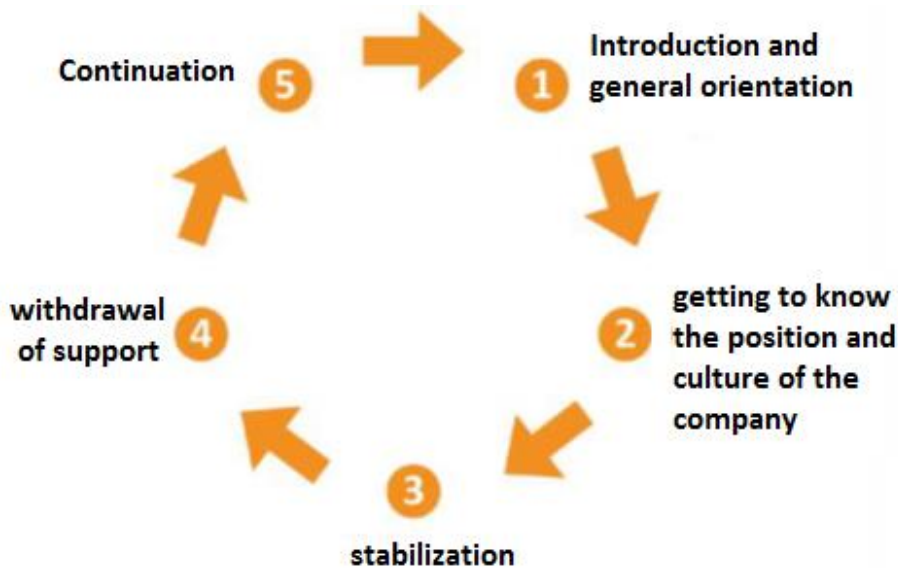 1
Introduction and
general orientation
2
getting to know
the position and
culture of the
company
3
stabilization
4
withdrawal
of support
5
Continuation